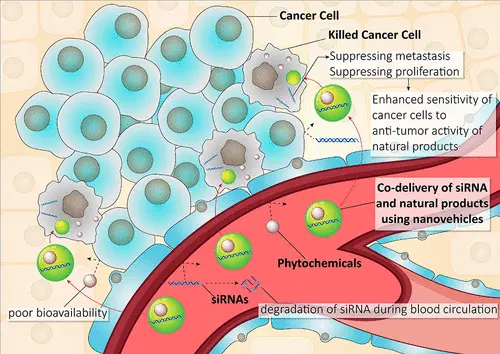 Cancer Cell
Killed Cancer Cell
Suppressing metastasis
Suppressing proliferation
Enhanced sensitivity of
cancer cells to
anti-tumor activity of
natural products
Co-delivery of siRNA
and natural products
using nanovehicles
Phytochemicals
siRNAs
degradation of siRNA during blood circulation
poor bioavailability